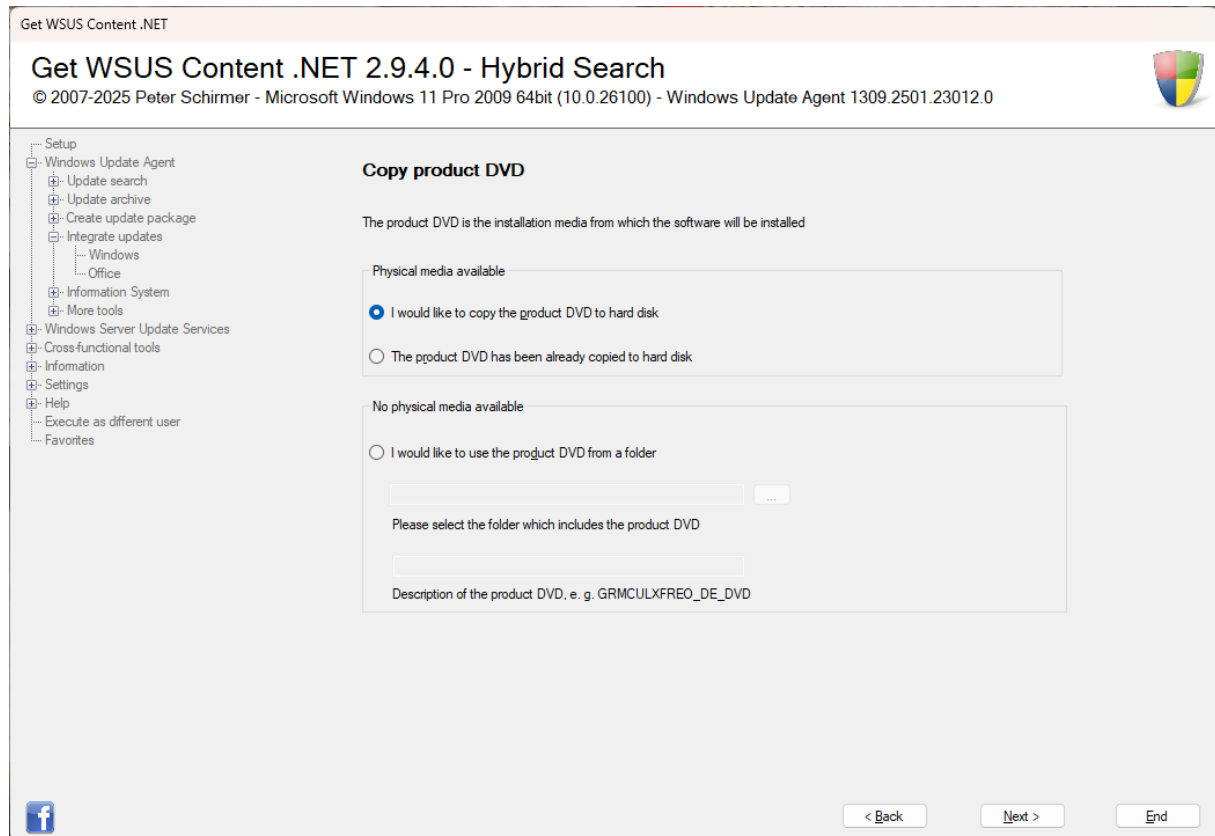 Get WSUS Content .NET
Get WSUS Content .NET 2.9.4.0 - Hybrid Search
© 2007-2025 Peter Schirmer - Microsoft Windows 11 Pro 2009 64bit (10.0.26100) - Windows Update Agent 1309.2501.23012.0
Setup
Windows Update Agent
Update search
Update archive
Create update package
Integrate updates
Windows
Office
Information System
More tools
Windows Server Update Services
Cross-functional tools
Information
Settings
Help
Execute as different user
Favorites
Copy product DVD
The product DVD is the installation media from which the software will be installed
Physical media available
I would like to copy the product DVD to hard disk
The product DVD has been already copied to hard disk
No physical media available
I would like to use the product DVD from a folder
...
Please select the folder which includes the product DVD
Description of the product DVD, e. g. GRMCULXFREO_DE_DVD
f
< Back
Next >
End